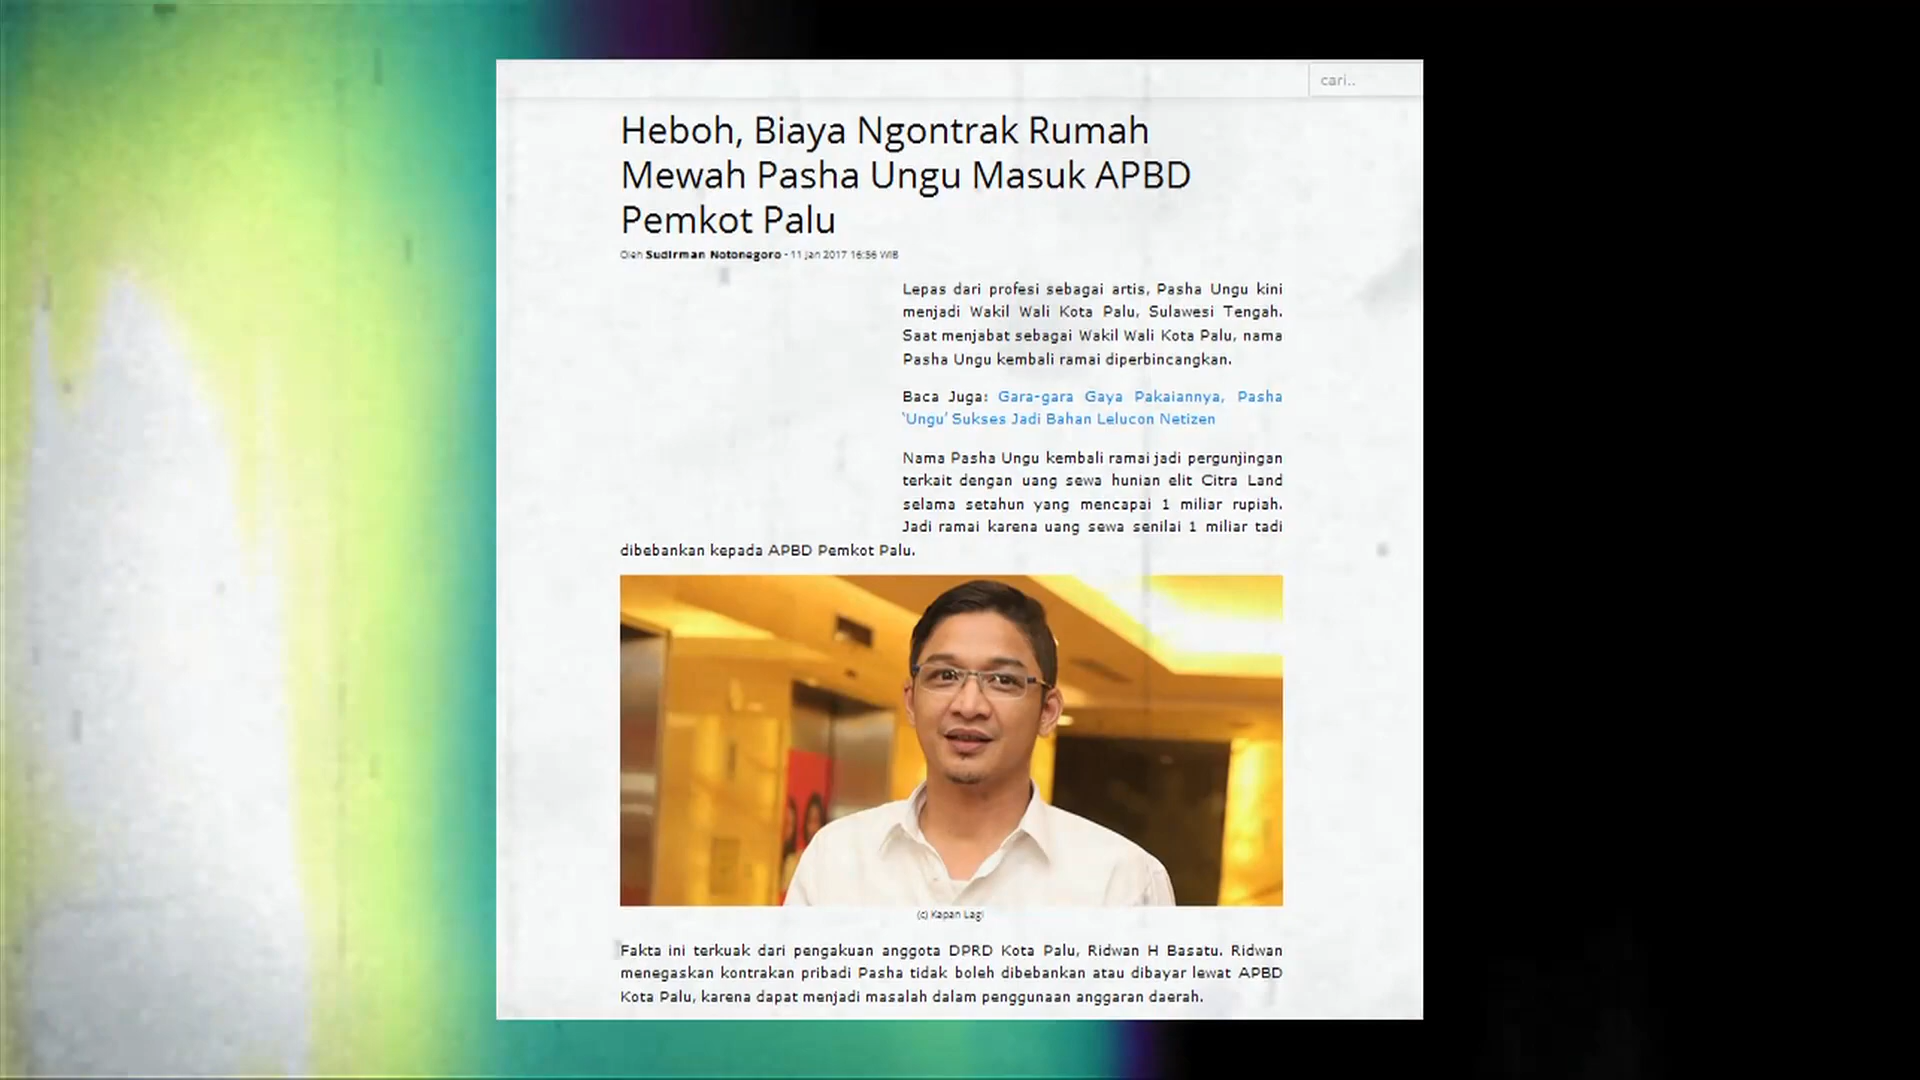 cari..
Heboh, Biaya Ngontrak Rumah
Mewah Pasha Ungu Masuk APBD
Pemkot Palu
Oleh Sudirman Notonegoro - 11 Jan 2017 16:56 WIB
Lepas dari profesi sebagai artis, Pasha Ungu kini
menjadi Wakil Wali Kota Palu, Sulawesi Tengah.
Saat menjabat sebagai Wakil Wali Kota Palu, nama
Pasha Ungu kembali ramai diperbincangkan.
Baca Juga: Gara-gara Gaya Pakaiannya, Pasha
‘Ungu’ Sukses Jadi Bahan Lelucon Netizen
Nama Pasha Ungu kembali ramai jadi pergunjingan
terkait dengan uang sewa hunian elit Citra Land
selama setahun yang mencapai 1 miliar rupiah.
Jadi ramai karena uang sewa senilai 1 miliar tadi
dibebankan kepada APBD Pemkot Palu.
(c) Kapan Lagi
Fakta ini terkuak dari pengakuan anggota DPRD Kota Palu, Ridwan H Basatu. Ridwan
menegaskan kontrakan pribadi Pasha tidak boleh dibebankan atau dibayar lewat APBD
Kota Palu, karena dapat menjadi masalah dalam penggunaan anggaran daerah.